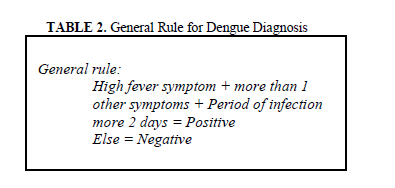 TABLE 2. General Rule for Dengue Diagnosis
General rule:
High fever symptom + more than 1
other symptoms + Period of infection
more 2 days = Positive
Else = Negative